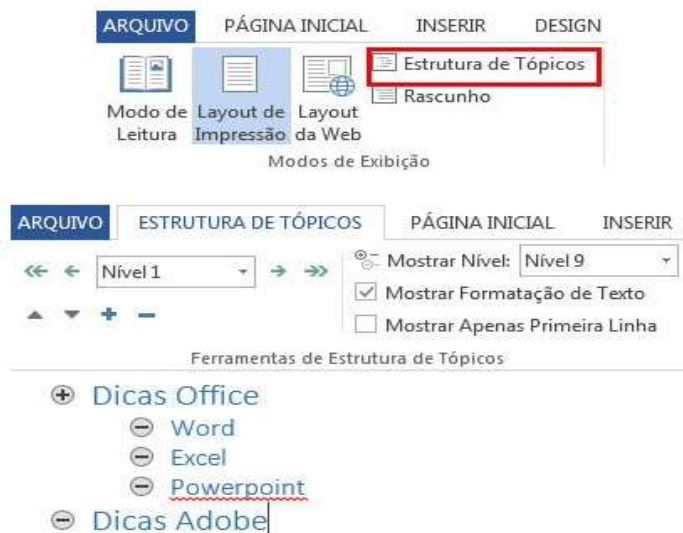 ARQUIVO PÁGINA INICIAL INSERIR DESIGN
Modo de Leitura
Layout de Impressão
Layout da Web
Estrutura de Tópicos
Rascunho
Modos de Exibição
ARQUIVO ESTRUTURA DE TÓPICOS PÁGINA INICIAL INSERIR
Nível 1
Mostrar Nível: Nível 9
Mostrar Formatação de Texto
Mostrar Apenas Primeira Linha
Ferramentas de Estrutura de Tópicos
Dicas Office
Word
Excel
Powerpoint
Dicas Adobe